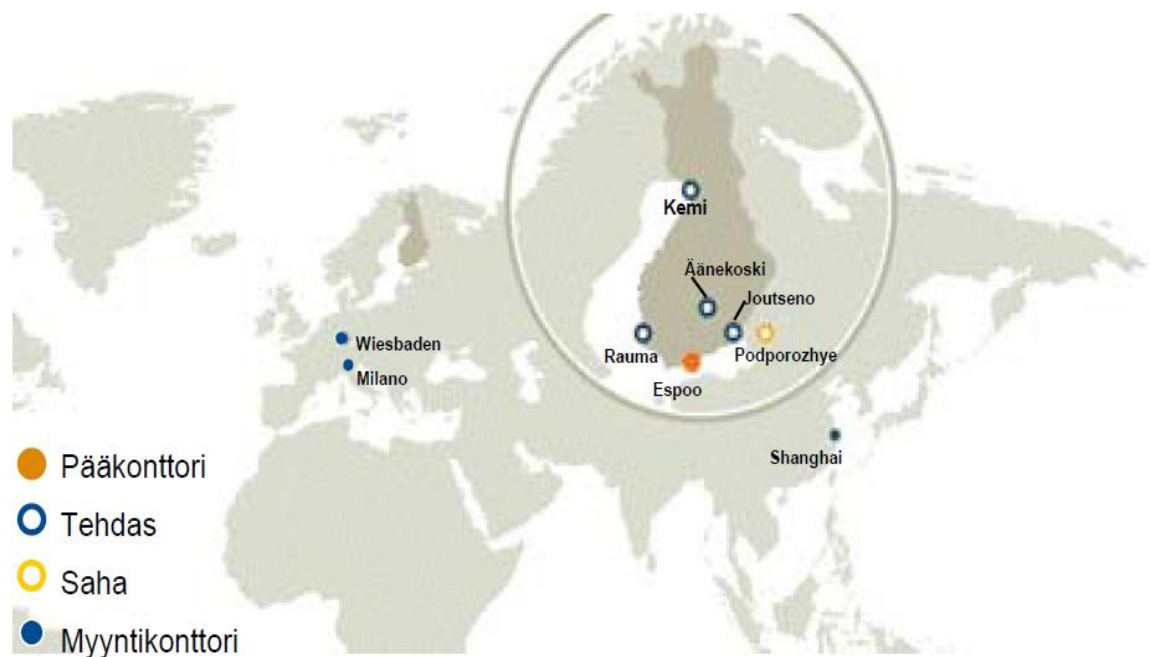 Kemi
Äänekoski
Joutseno
Rauma
Podporozhye
Espoo
Wiesbaden
Milano
Shanghai
Pääkonttori
Tehdas
Saha
Myyntikonttori